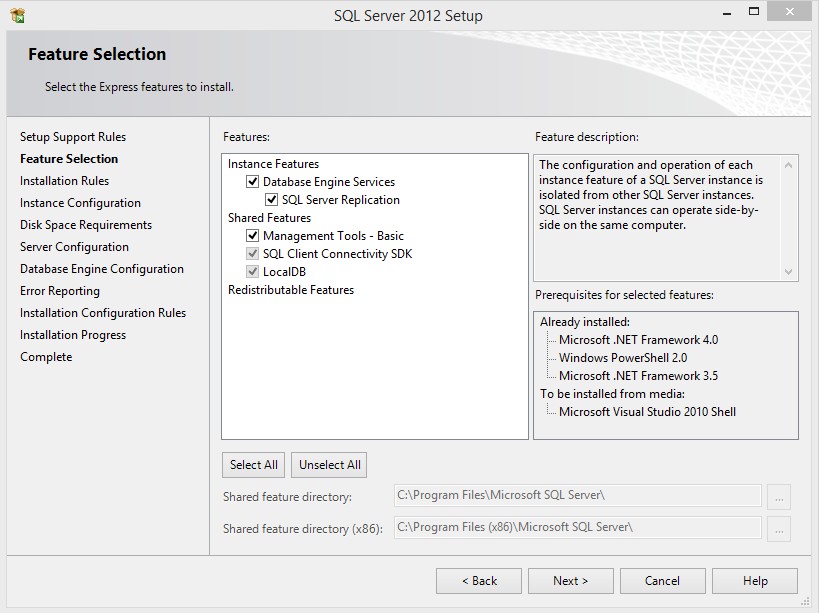 SQL Server 2012 Setup
Feature Selection
Select the Express features to install.
Setup Support Rules
Feature Selection
Installation Rules
Instance Configuration
Disk Space Requirements
Server Configuration
Database Engine Configuration
Error Reporting
Installation Configuration Rules
Installation Progress
Complete
Features:
Instance Features
Database Engine Services
SQL Server Replication
Shared Features
Management Tools - Basic
SQL Client Connectivity SDK
LocalDB
Redistributable Features
Feature description:
The configuration and operation of each
instance feature of a SQL Server instance is
isolated from other SQL Server instances.
SQL Server instances can operate side-by-
side on the same computer.
Prerequisites for selected features:
Already installed:
Microsoft .NET Framework 4.0
Windows PowerShell 2.0
Microsoft .NET Framework 3.5
To be installed from media:
Microsoft Visual Studio 2010 Shell
Select All
Unselect All
Shared feature directory:
C:\Program Files\Microsoft SQL Server\
...
Shared feature directory (x86):
C:\Program Files (x86)\Microsoft SQL Server\
...
< Back
Next >
Cancel
Help